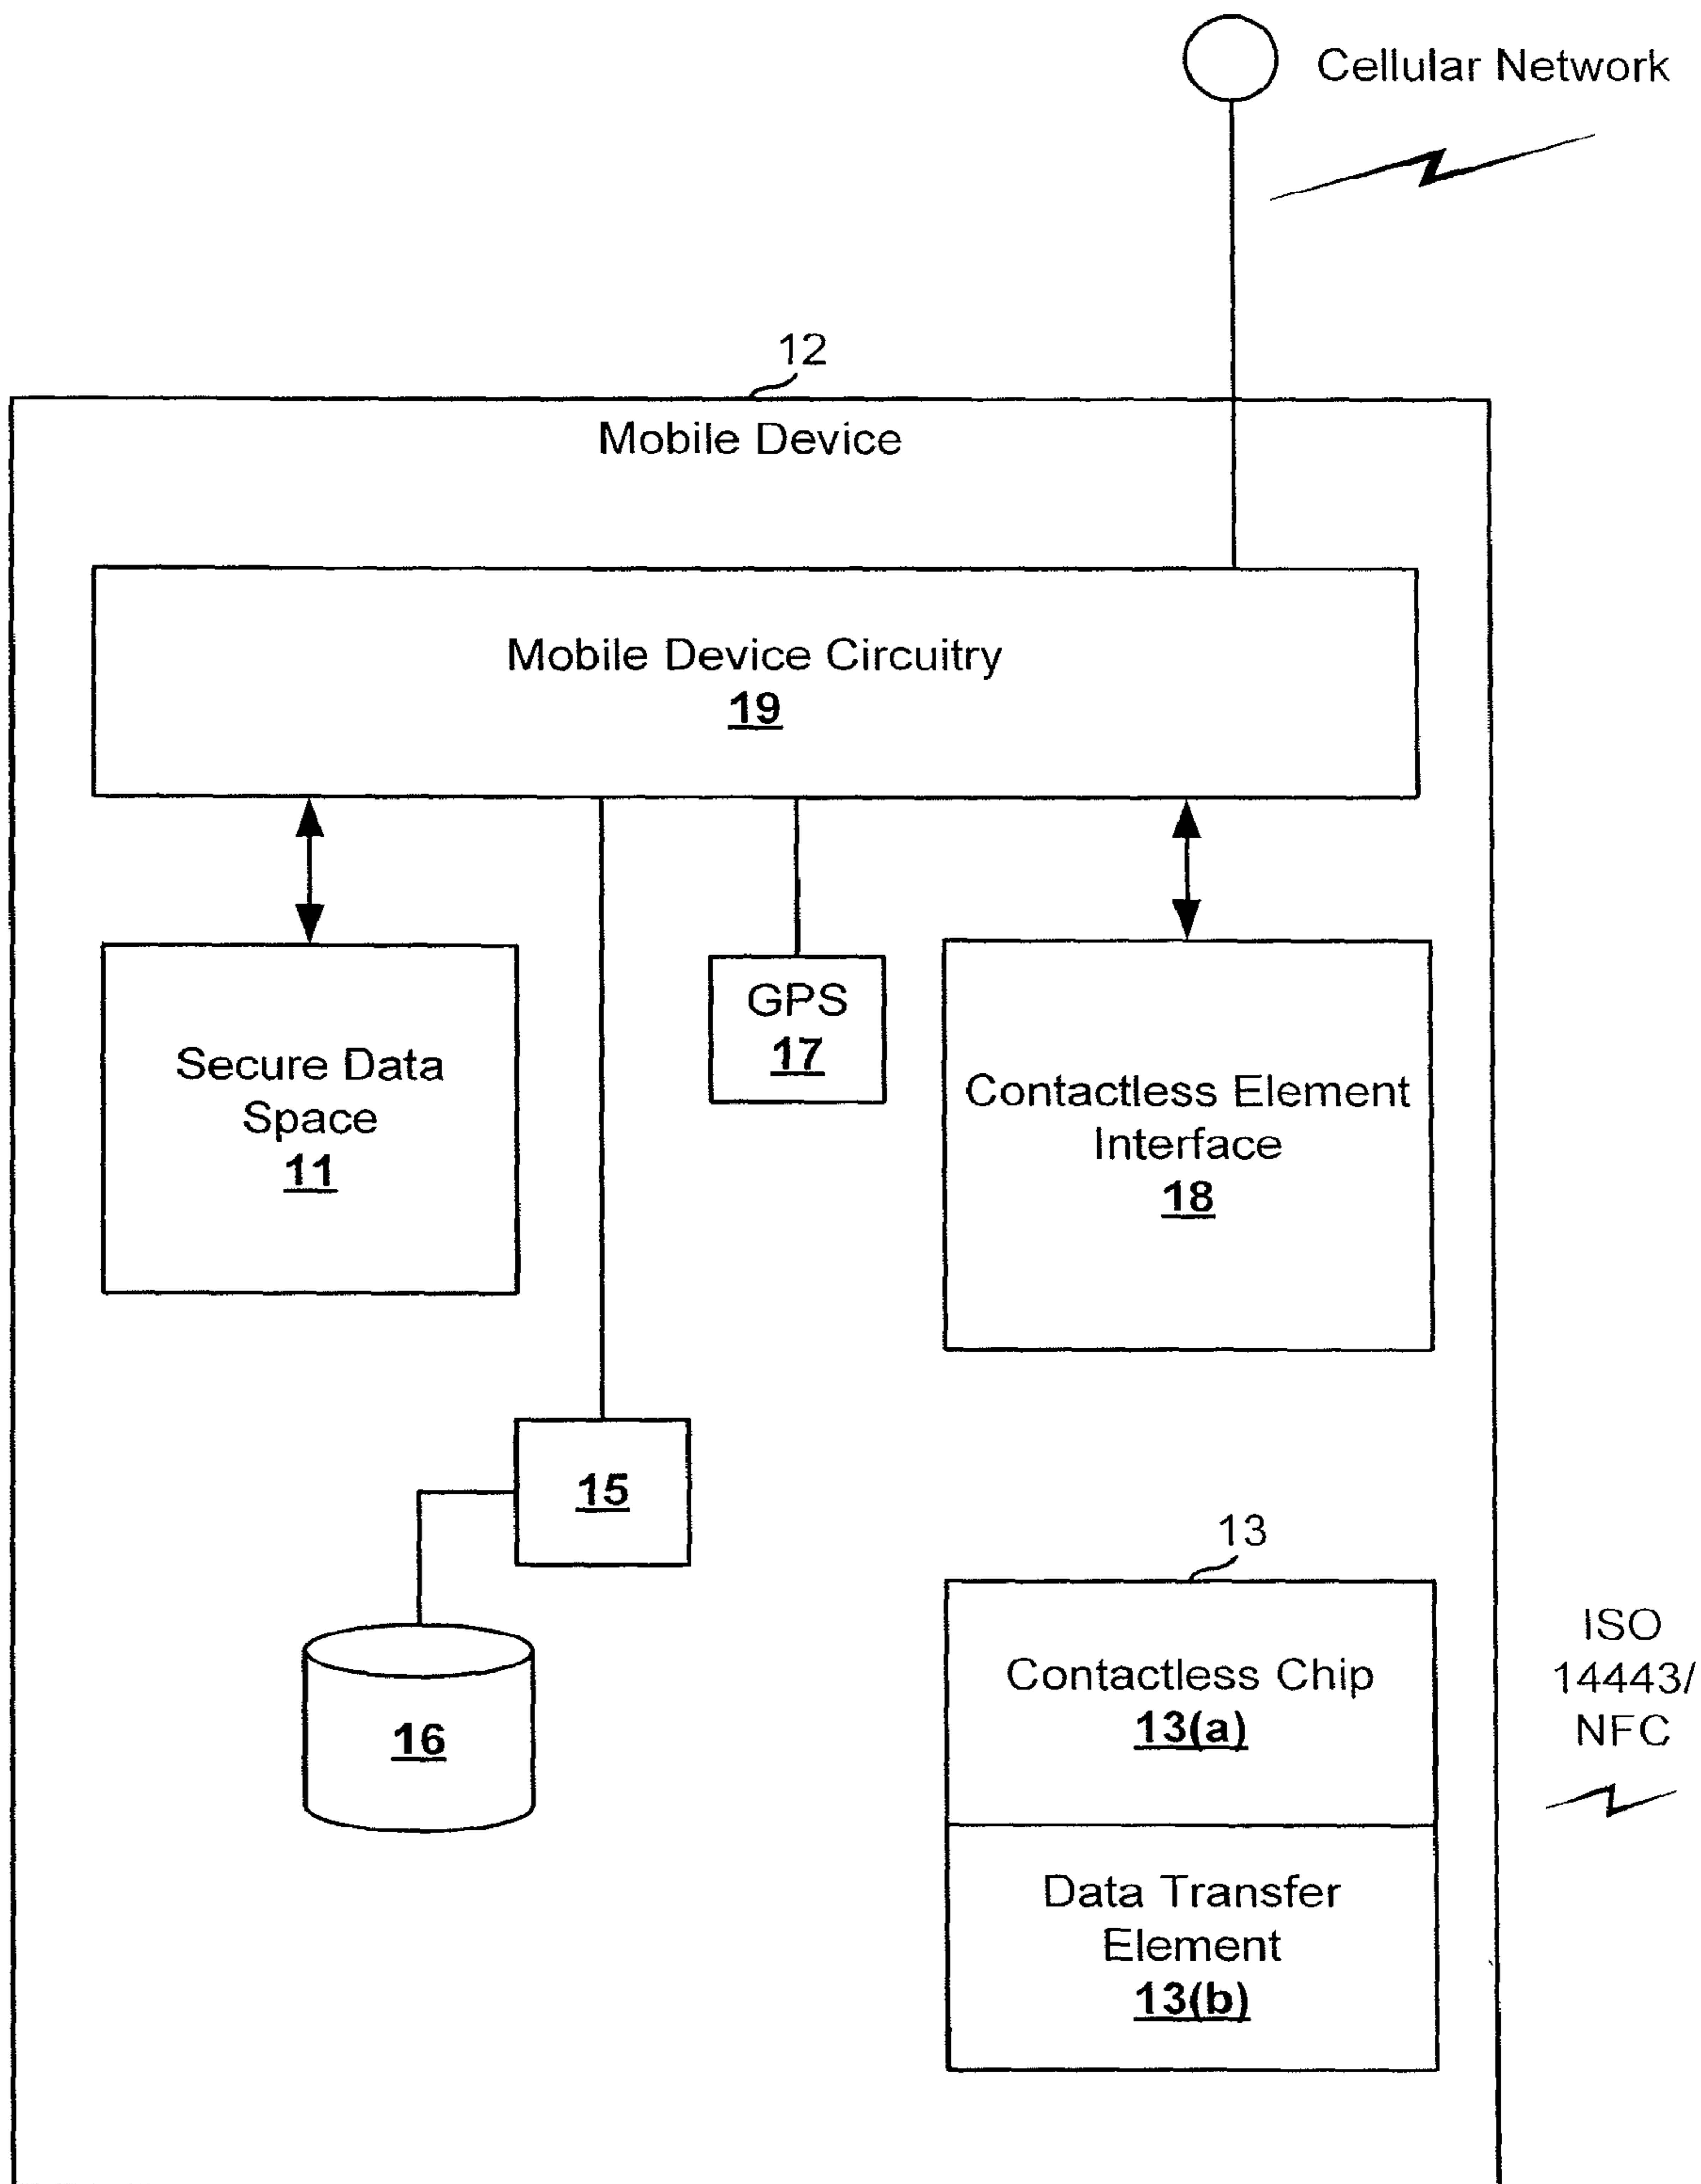 Cellular Network
12
Mobile Device
Mobile Device Circuitry
19
GPS
17
Secure Data
Space
11
Contactless Element
Interface
18
15
13
ISO
14443/
NFC
Contactless Chip
13(a)
16
Data Transfer
Element
13(b)